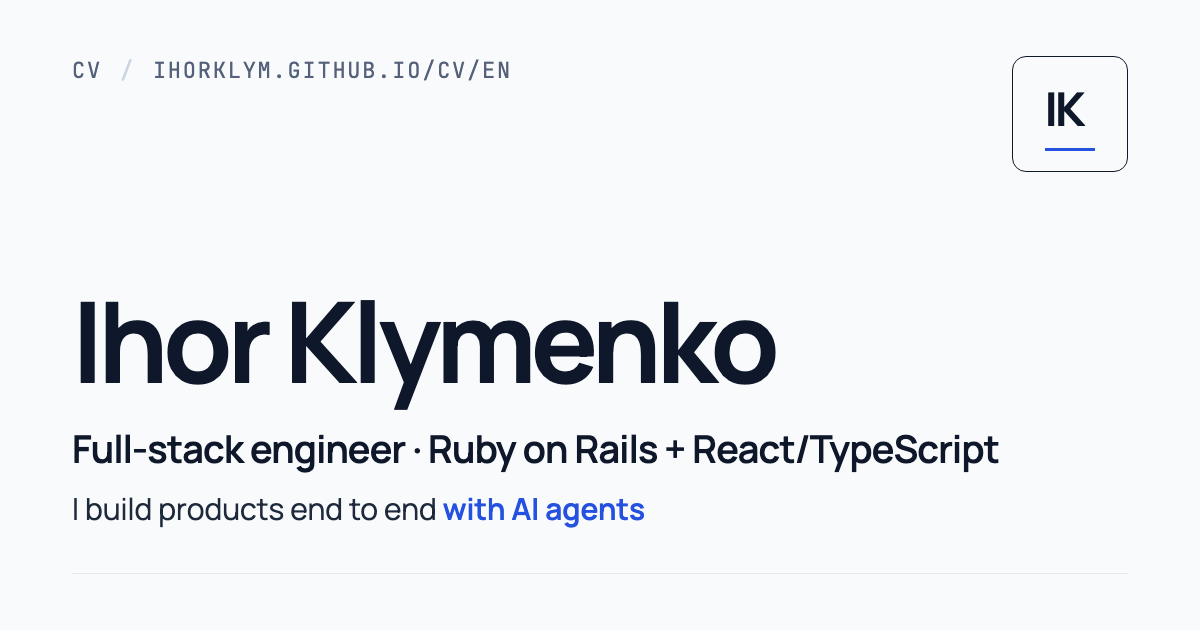 CV / IHORKLYM.GITHUB.IO/CV/EN
IK
Ihor Klymenko
Full-stack engineer · Ruby on Rails + React/TypeScript
I build products end to end with AI agents